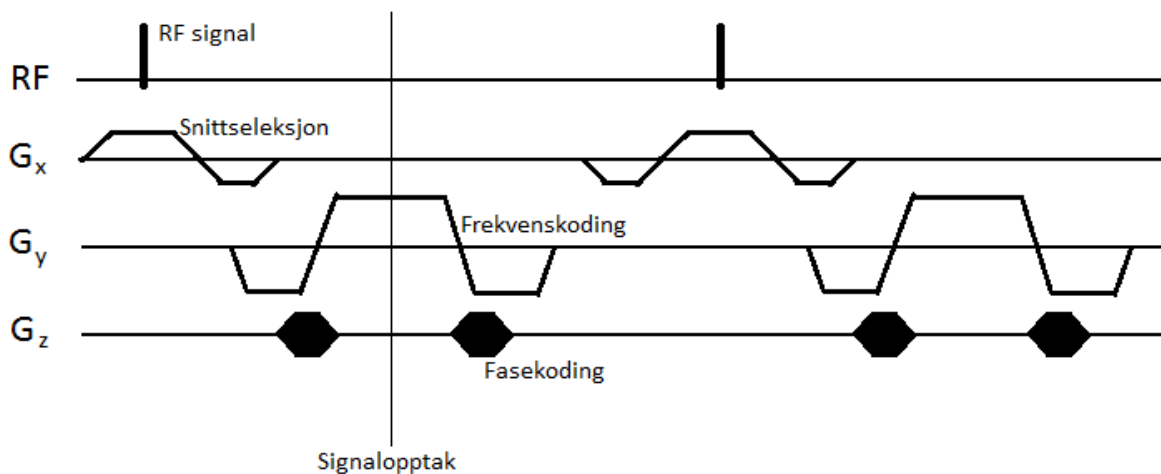 RF signal
RF
Snittseleksjon
Gx
Frekvenskoding
Gy
Gz
Fasekoding
Signalopptak